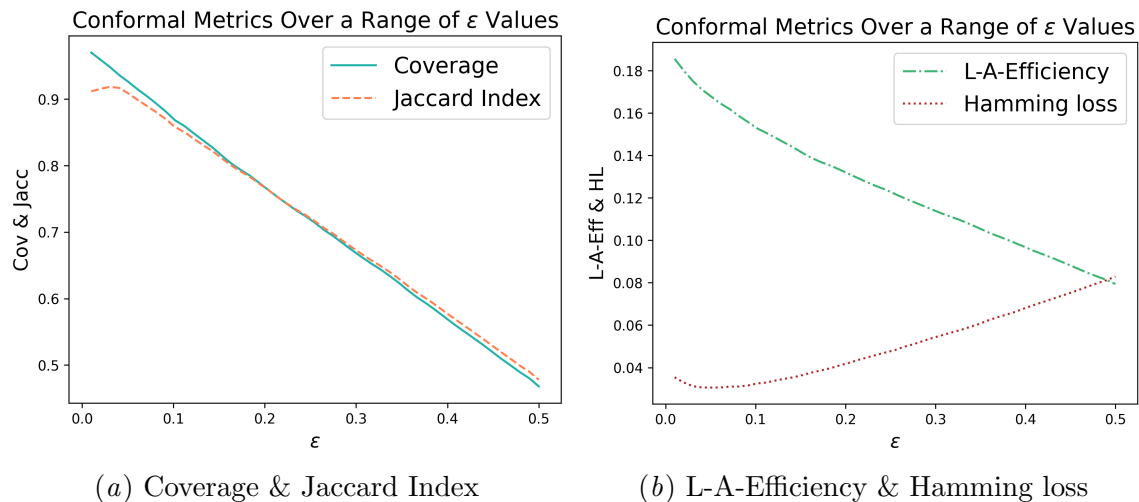 Conformal Metrics Over a Range of ε Values
Coverage
Jaccard Index
Cov & Jacc
0.9
0.8
0.7
0.6
0.5
0.0
0.1
0.2
0.3
0.4
0.5
ε
(a) Coverage & Jaccard Index
Conformal Metrics Over a Range of ε Values
L-A-Efficiency
Hamming loss
L-A-Eff & HL
0.18
0.16
0.14
0.12
0.10
0.08
0.06
0.04
0.0
0.1
0.2
0.3
0.4
0.5
ε
(b) L-A-Efficiency & Hamming loss